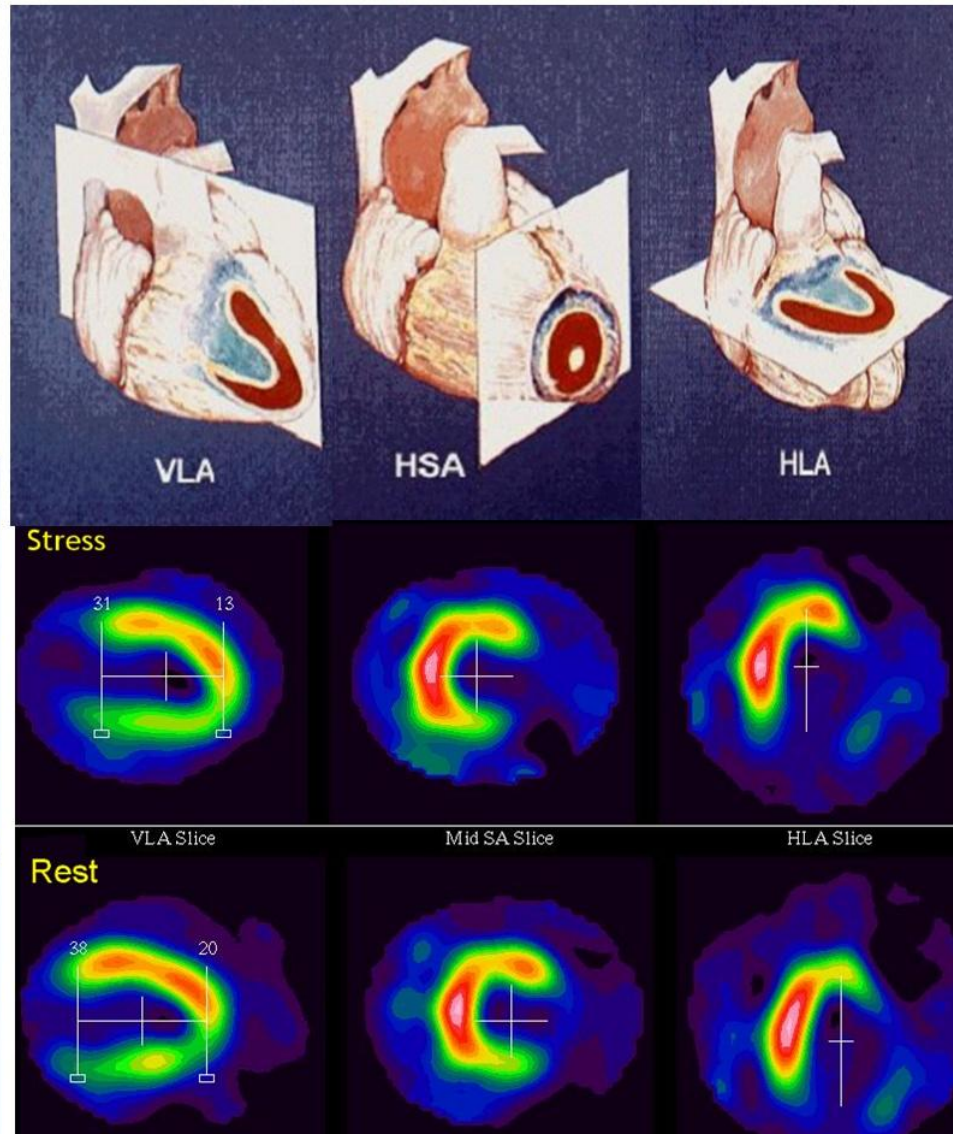 VLA
HSA
HLA
Stress
31
13
VLA Slice
Mid SA Slice
HLA Slice
Rest
38
20